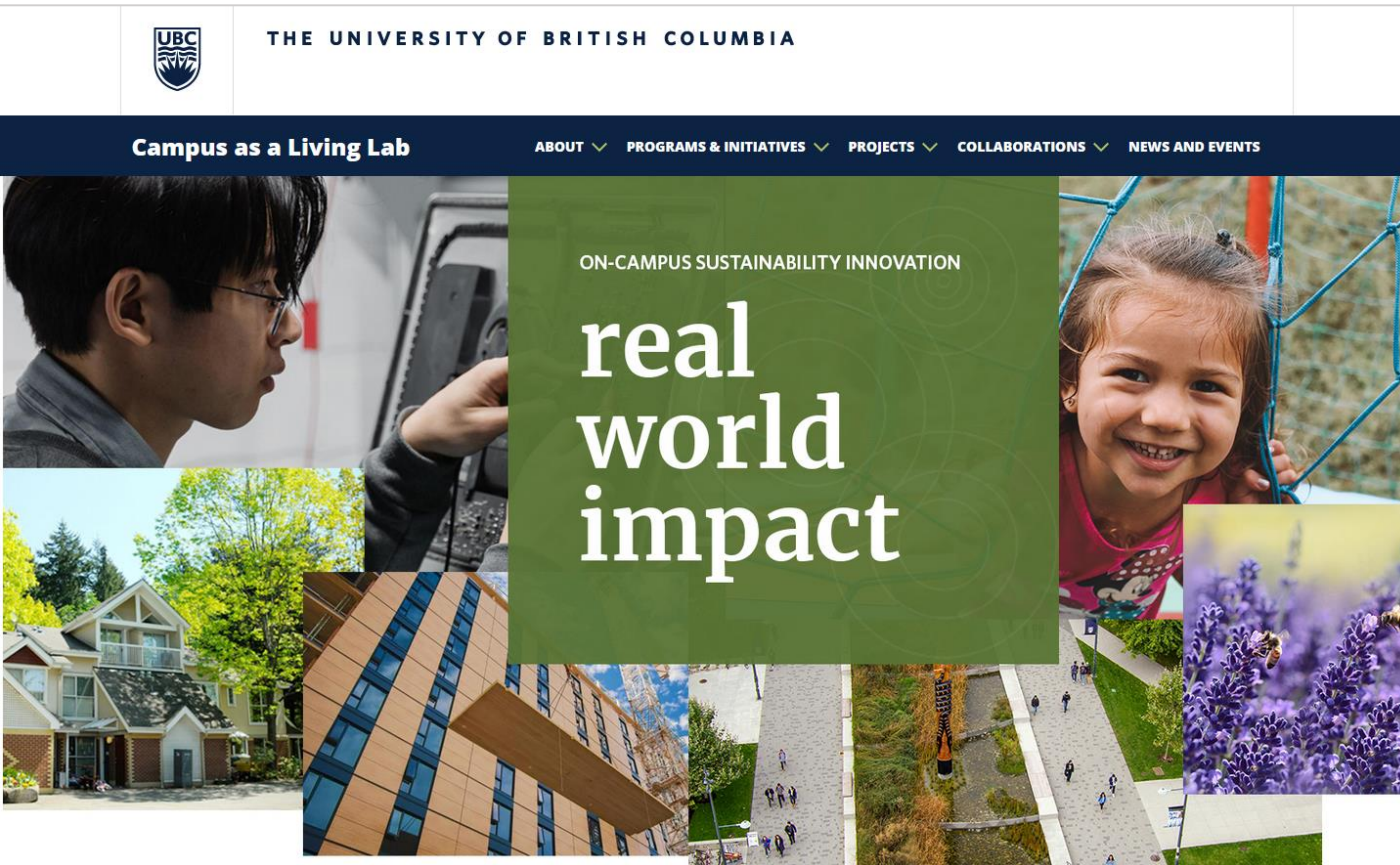 UBC
THE UNIVERSITY OF BRITISH COLUMBIA
Campus as a Living Lab
ABOUT PROGRAMS & INITIATIVES PROJECTS COLLABORATIONS NEWS AND EVENTS
ON-CAMPUS SUSTAINABILITY INNOVATION
real
world
impact